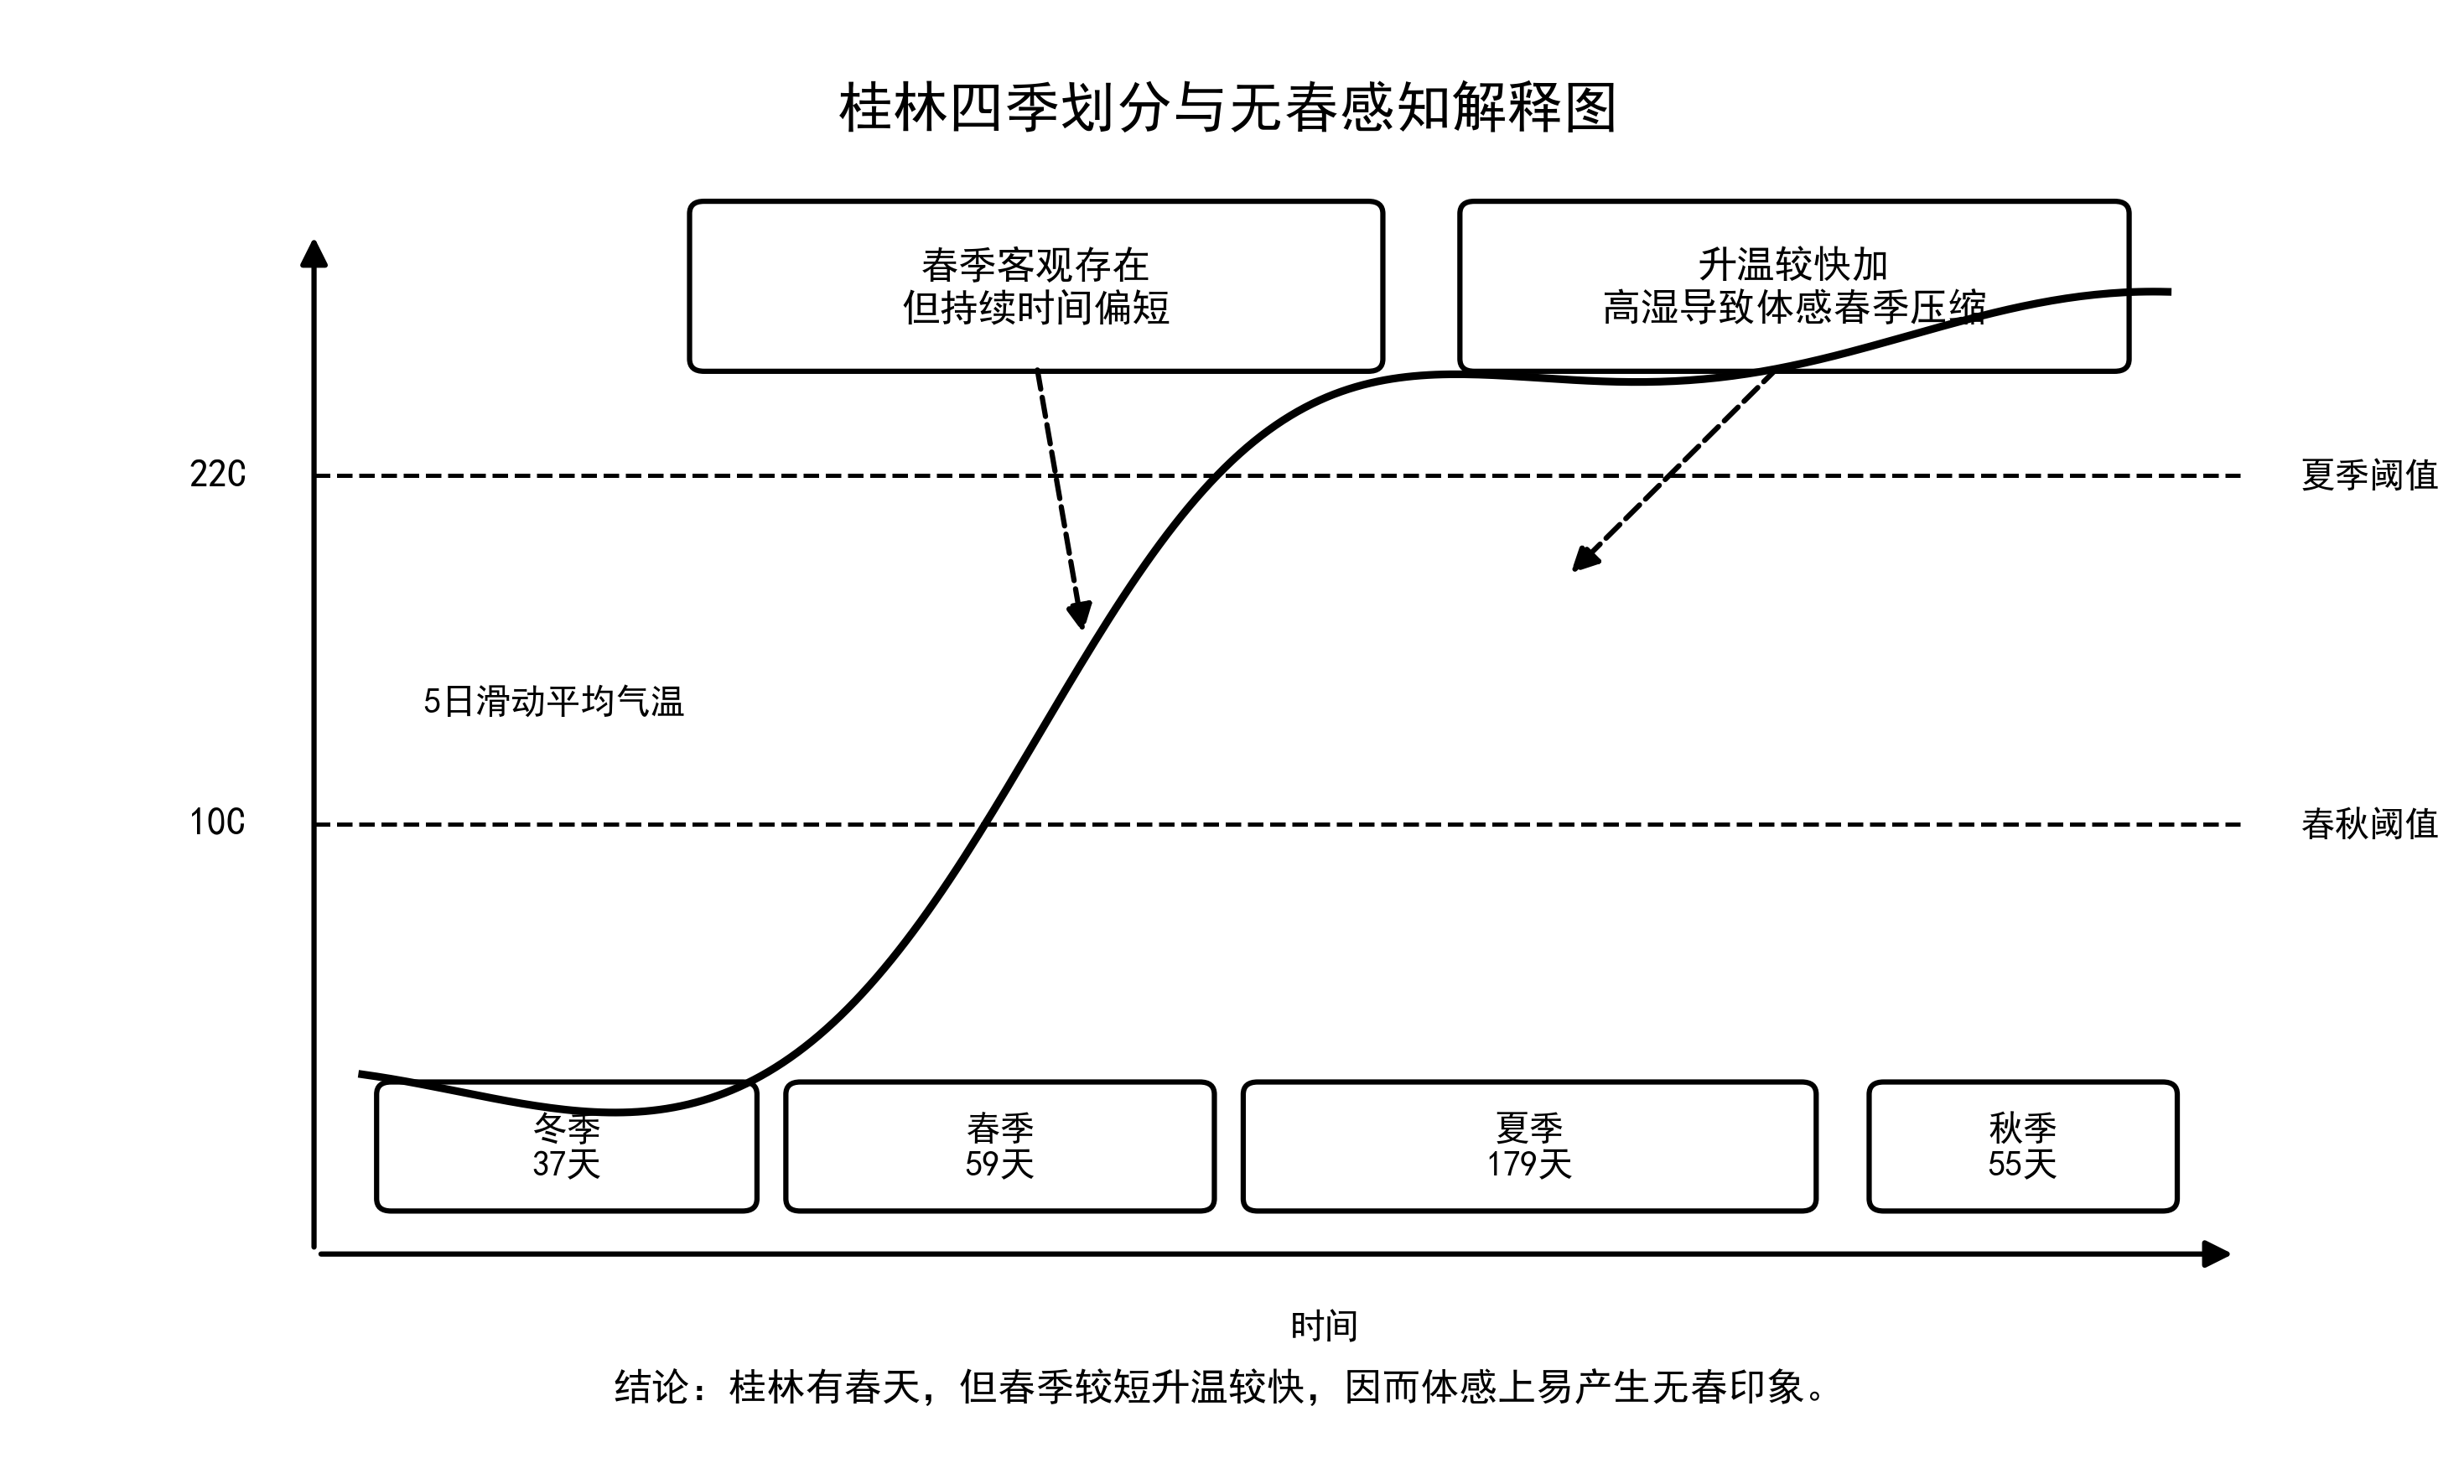 桂林四季划分与无春感知解释图
春季客观存在
但持续时间偏短
升温较快加
高湿导致体感春季压缩
22C
夏季阈值
5日滑动平均气温
10C
春秋阈值
冬季
37天
春季
59天
夏季
179天
秋季
55天
时间
结论：桂林有春天，但春季较短升温较快，因而体感上易产生无春印象。